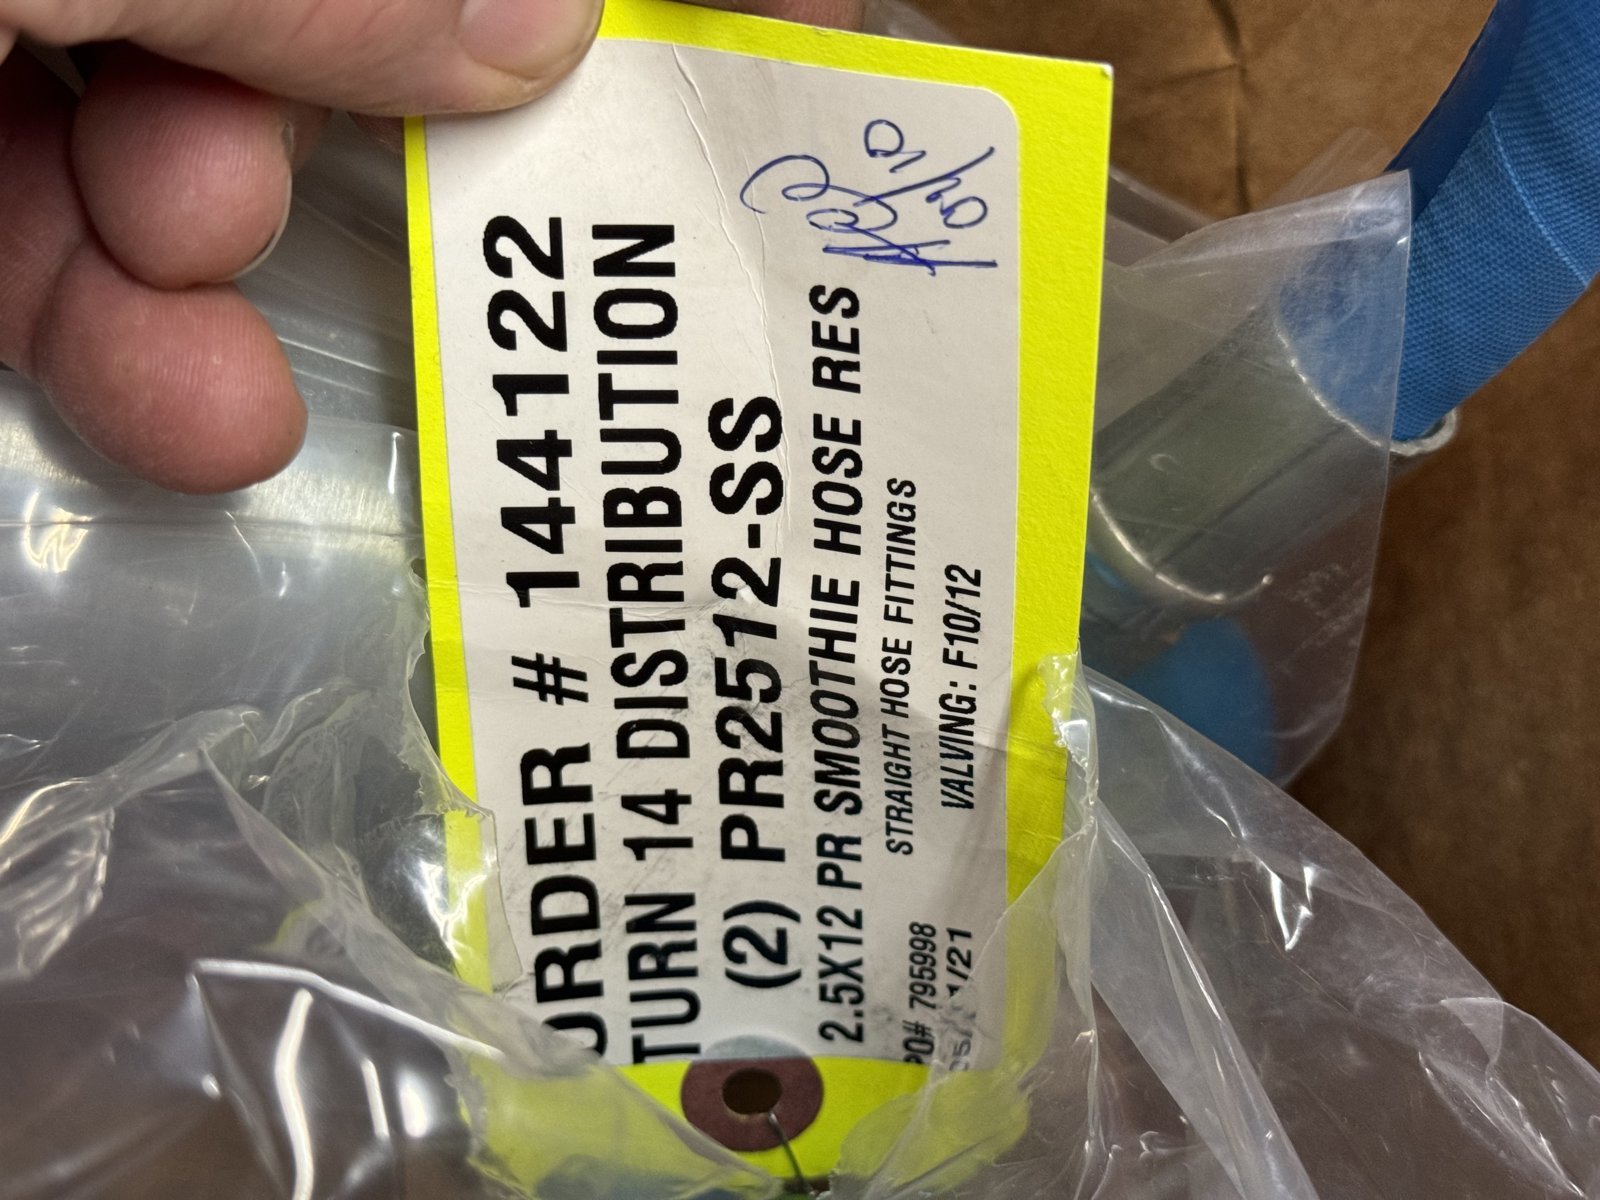 ORDER # 144122
TURN 14 DISTRIBUTION
(2) PR2512-SS
2.5X12 PR SMOOTHIE HOSE RES
STRAIGHT HOSE FITTINGS
VALVING: F10/12
PO# 795998